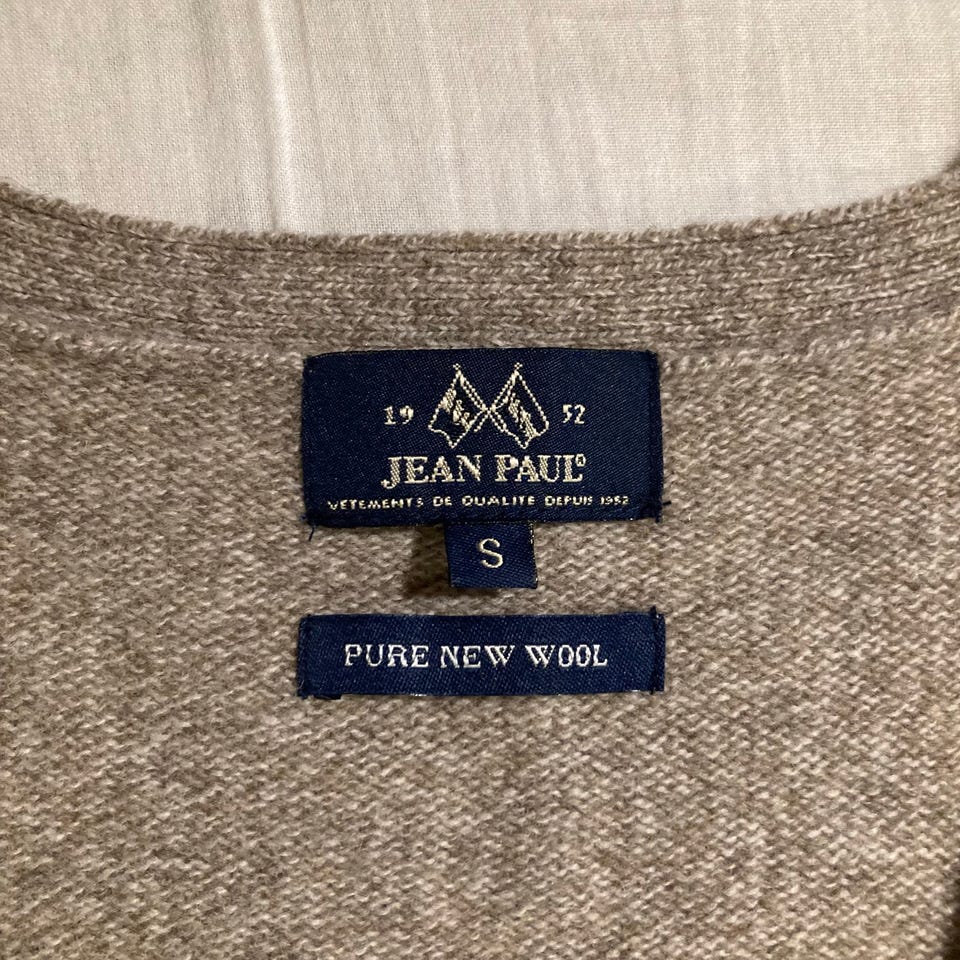 19 52
JEAN PAUL®
VETEMENTS DE QUALITE DEPUIS 1952
S
PURE NEW WOOL